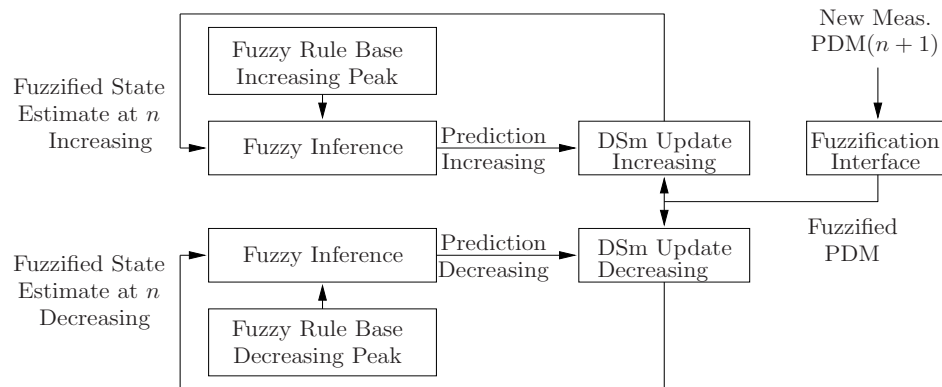 New Meas.
PDM(n + 1)
Fuzzy Rule Base
Increasing Peak
Fuzzified State
Estimate at n
Increasing
Fuzzy Inference
Prediction
Increasing
DSm Update
Increasing
Fuzzification
Interface
Fuzzified
PDM
Fuzzy Inference
Prediction
Decreasing
DSm Update
Decreasing
Fuzzified State
Estimate at n
Decreasing
Fuzzy Rule Base
Decreasing Peak